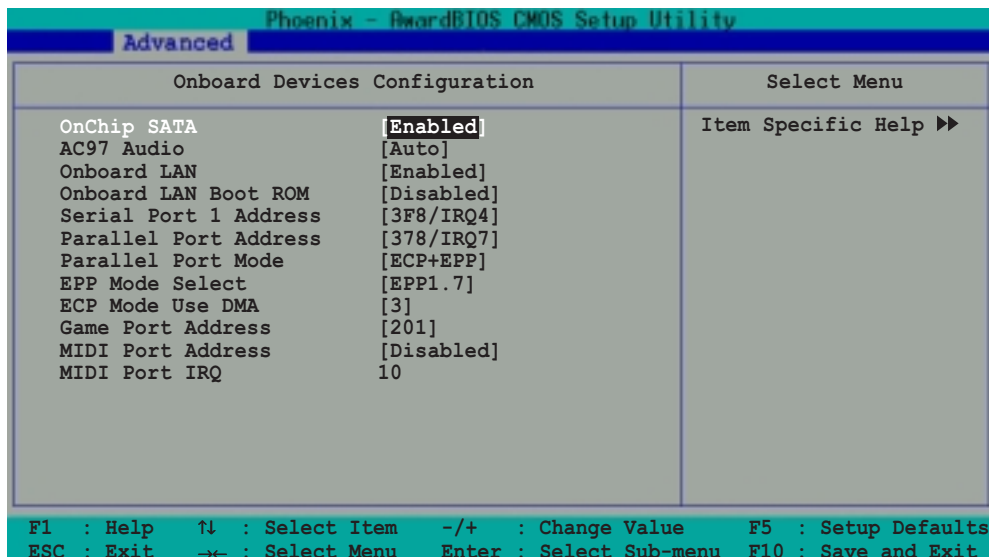 Phoenix - AwardBIOS CMOS Setup Utility
Advanced
Onboard Devices Configuration
Select Menu
OnChip SATA [Enabled]
Item Specific Help ▶▶
AC97 Audio [Auto]
Onboard LAN [Enabled]
Onboard LAN Boot ROM [Disabled]
Serial Port 1 Address [3F8/IRQ4]
Parallel Port Address [378/IRQ7]
Parallel Port Mode [ECP+EPP]
EPP Mode Select [EPP1.7]
ECP Mode Use DMA [3]
Game Port Address [201]
MIDI Port Address [Disabled]
MIDI Port IRQ 10
F1 : Help ↑↓ : Select Item -/+ : Change Value F5 : Setup Defaults
ESC : Exit →← : Select Menu Enter : Select Sub-menu F10 : Save and Exit